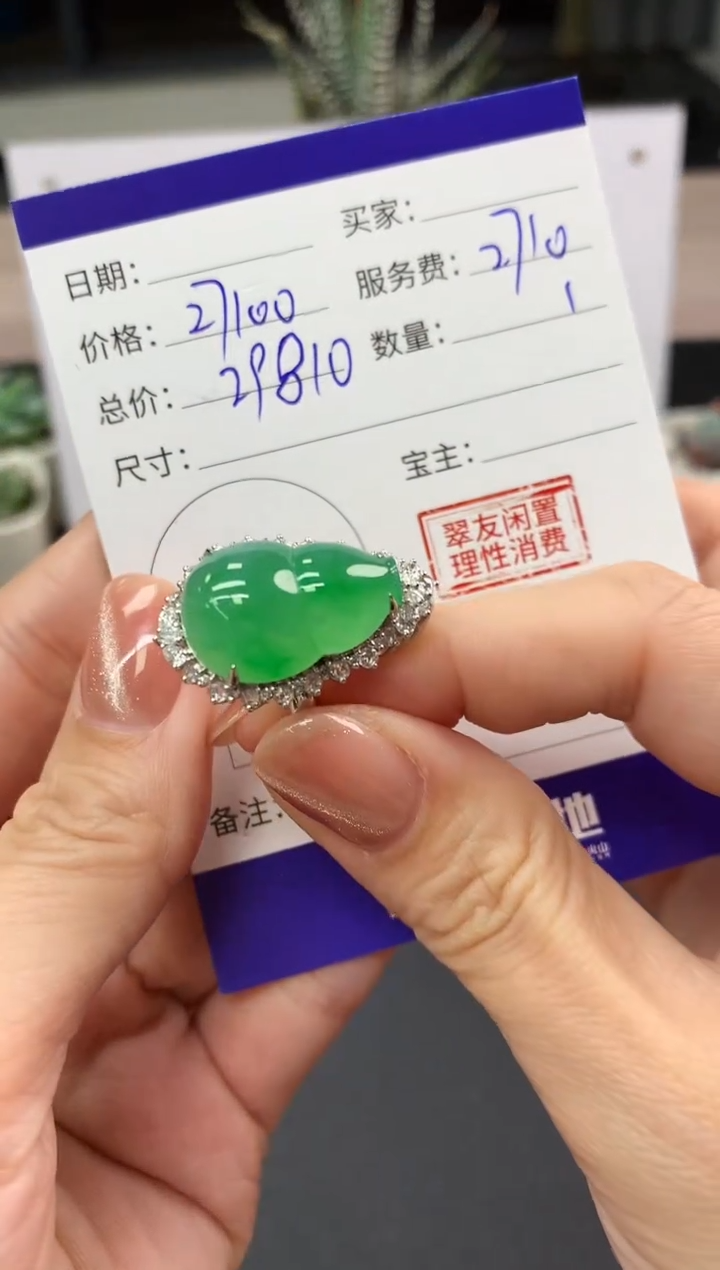 买家：
日期：
服务费：2710
价格：27100
数量：1
总价：29810
尺寸：
宝主：
翠友闲置
理性消费
备注：
地